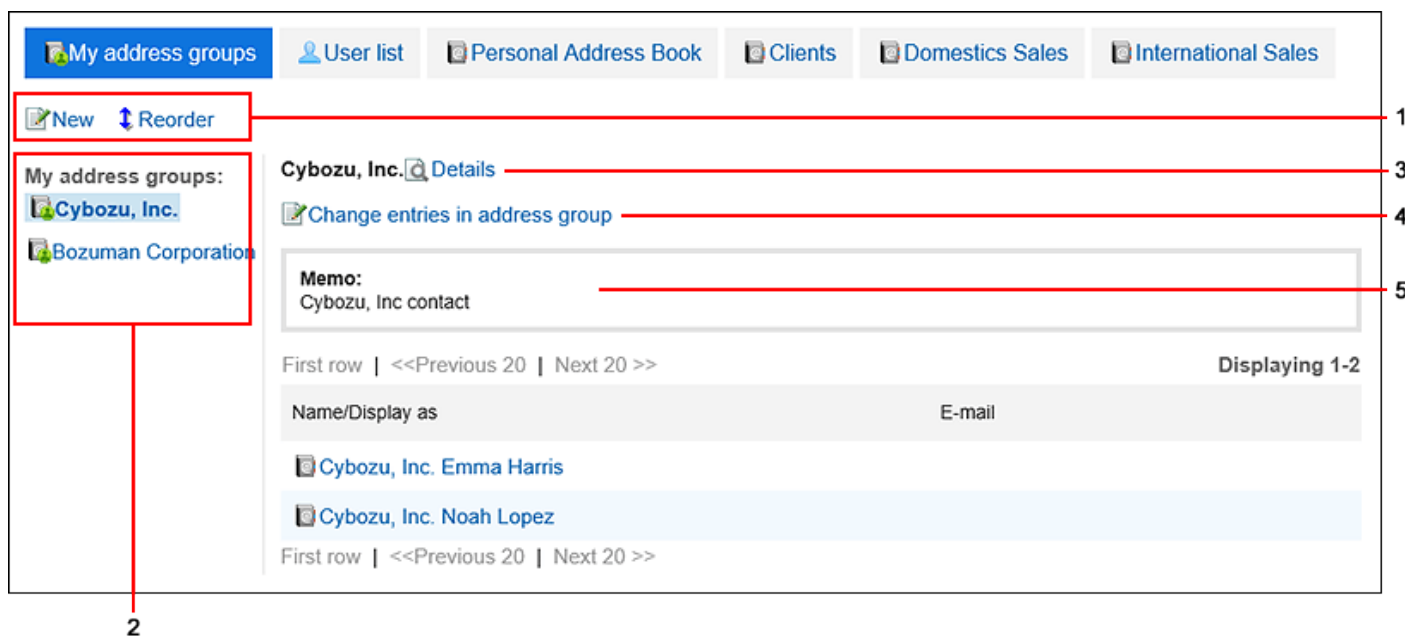 My address groups User list Personal Address Book Clients Domestics Sales International Sales
New Reorder
1
My address groups:
Cybozu, Inc.
Bozuman Corporation
2
Cybozu, Inc. Details
3
Change entries in address group
4
Memo:
Cybozu, Inc contact
5
First row | <<Previous 20 | Next 20 >> Displaying 1-2
Name/Display as E-mail
Cybozu, Inc. Emma Harris
Cybozu, Inc. Noah Lopez
First row | <<Previous 20 | Next 20 >>